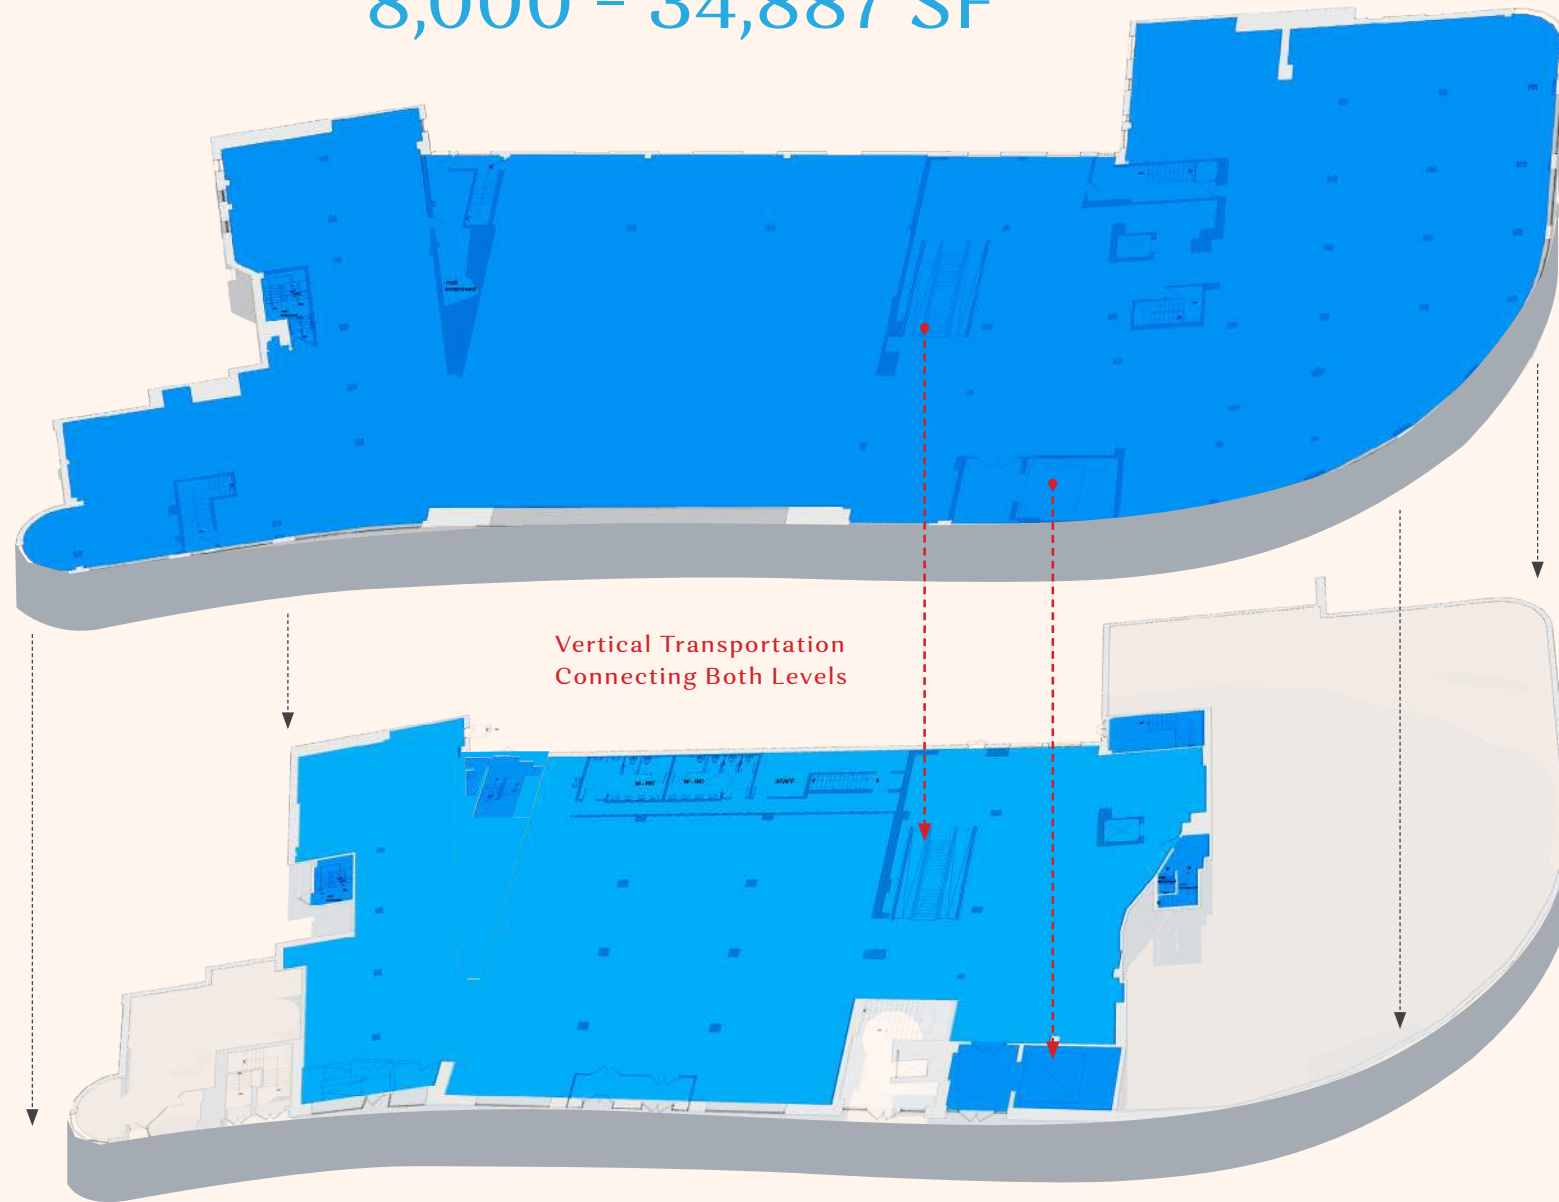 8,000 – 34,887 SF
Vertical Transportation
Connecting Both Levels
STAFF